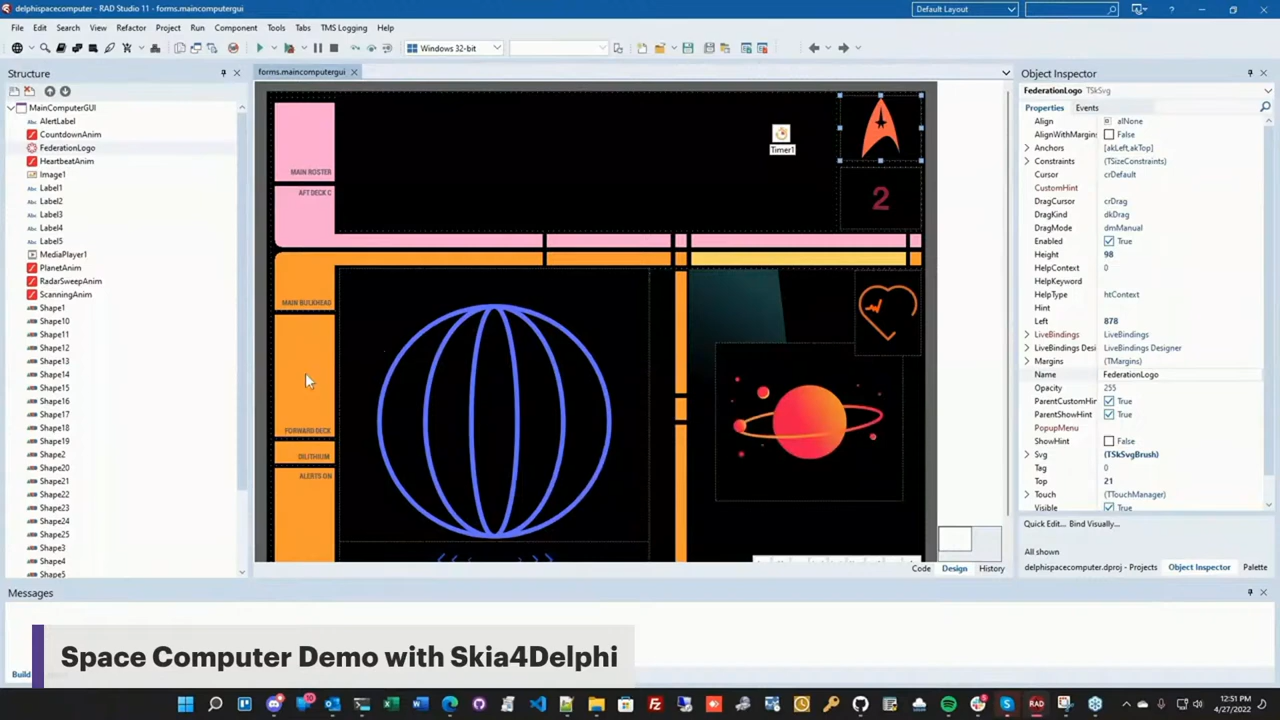 delphispacecomputer - RAD Studio 11 - forms.maincomputergui
Default Layout
File Edit Search View Refactor Project Run Component Tools Tabs TMS Logging Help
Windows 32-bit
Structure
forms.maincomputergui
MainComputerGUI
AlertLabel
CountdownAnim
FederationLogo
HeartbeatAnim
Image1
Label1
Label2
Label3
Label4
Label5
MediaPlayer1
PlanetAnim
RadarSweepAnim
ScanningAnim
Shape1
Shape10
Shape11
Shape12
Shape13
Shape14
Shape15
Shape16
Shape17
Shape18
Shape19
Shape2
Shape20
Shape21
Shape22
Shape23
Shape24
Shape25
Shape3
Shape4
Shape5
MAIN ROSTER
AFT DECK C
MAIN BULKHEAD
FORWARD DECK
DILITHIUM
ALERTS ON
Timer1
2
Code Design History
Object Inspector
FederationLogo TSkSvg
Properties Events
Align alNone
AlignWithMargin False
Anchors [akLeft,akTop]
Constraints (TSizeConstraints)
Cursor crDefault
CustomHint
DragCursor crDrag
DragKind dkDrag
DragMode dmManual
Enabled True
Height 98
HelpContext 0
HelpKeyword
HelpType htContext
Hint
Left 878
LiveBindings LiveBindings
LiveBindings Desi LiveBindings Designer
Margins (TMargins)
Name FederationLogo
Opacity 255
ParentCustomHir True
ParentShowHint True
PopupMenu
ShowHint False
Svg (TSkSvgBrush)
Tag 0
Top 21
Touch (TTouchManager)
Visible True
Quick Edit... Bind Visually...
All shown
delphispacecomputer.dproj - Projects Object Inspector Palette
Messages
Space Computer Demo with Skia4Delphi
Build
12:51 PM
4/27/2022